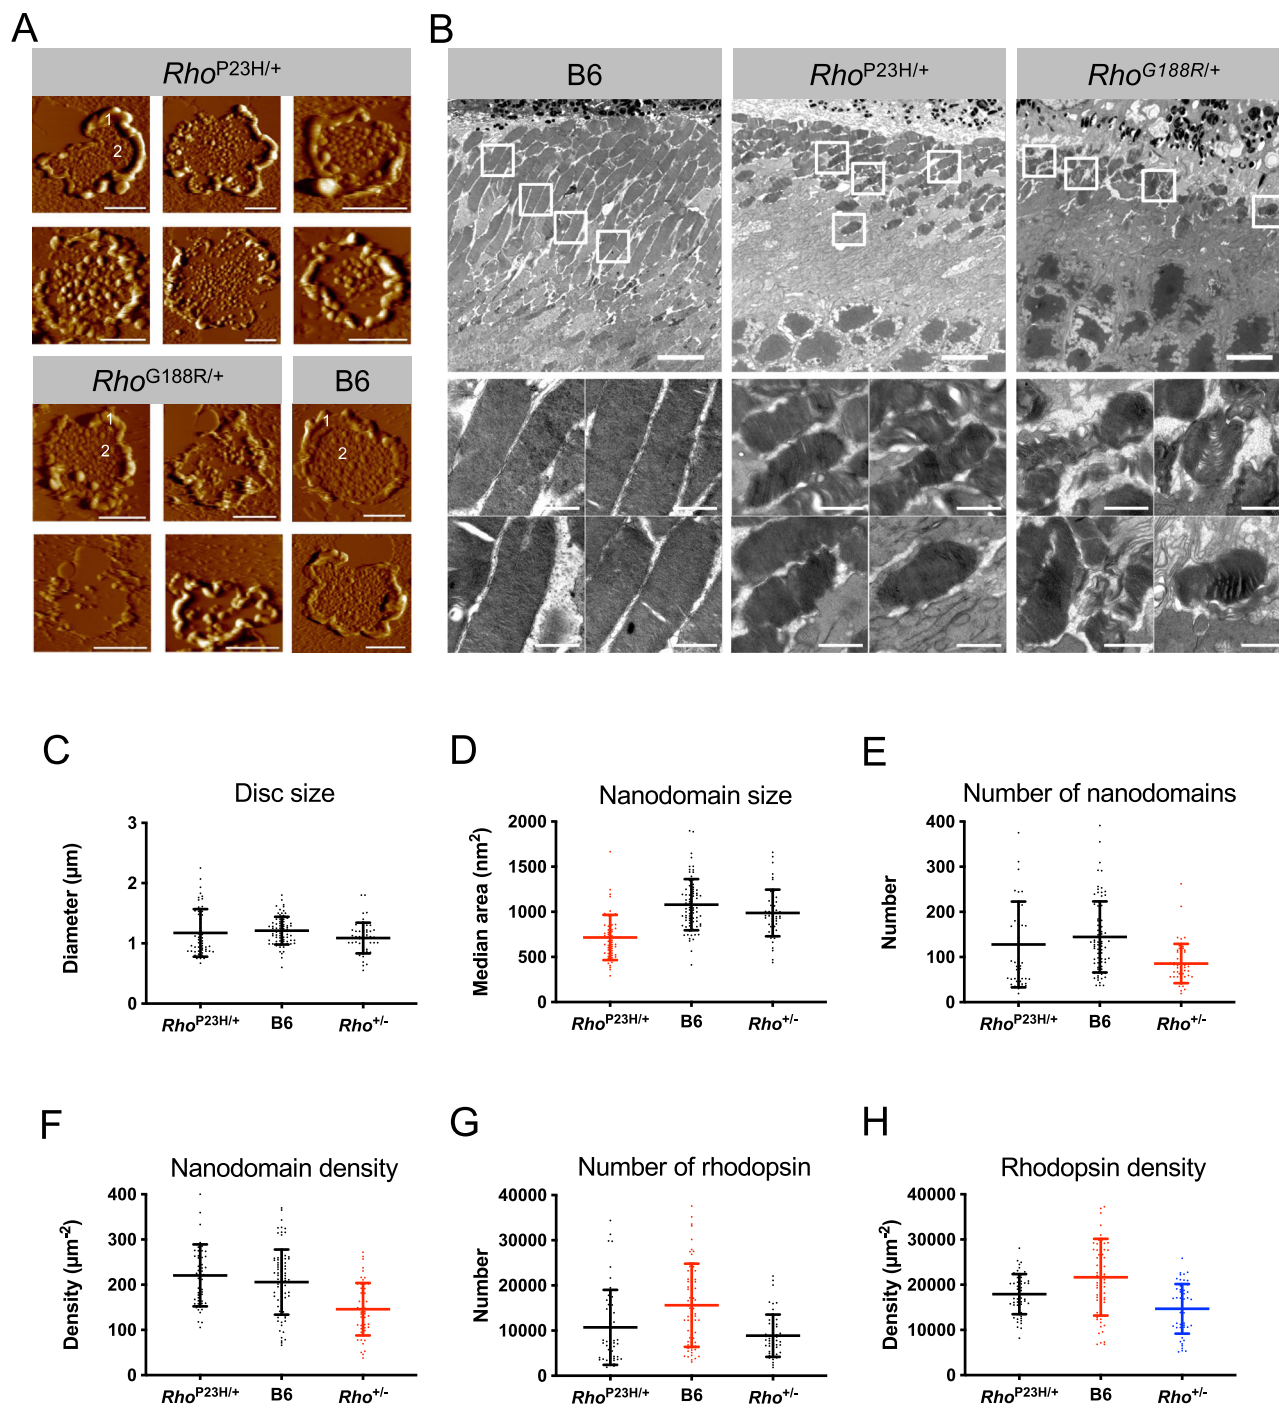 A
B
Rho^P23H/+
B6
Rho^P23H/+
Rho^G188R/+
1
2
Rho^G188R/+
B6
1
2
1
2
C
Disc size
3
2
1
0
Diameter (µm)
Rho^P23H/+
B6
Rho^+/-
D
Nanodomain size
2000
1500
1000
500
0
Median area (nm²)
Rho^P23H/+
B6
Rho^+/-
E
Number of nanodomains
400
300
200
100
0
Number
Rho^P23H/+
B6
Rho^+/-
F
Nanodomain density
400
300
200
100
0
Density (µm⁻²)
Rho^P23H/+
B6
Rho^+/-
G
Number of rhodopsin
40000
30000
20000
10000
0
Number
Rho^P23H/+
B6
Rho^+/-
H
Rhodopsin density
40000
30000
20000
10000
0
Density (µm⁻²)
Rho^P23H/+
B6
Rho^+/-